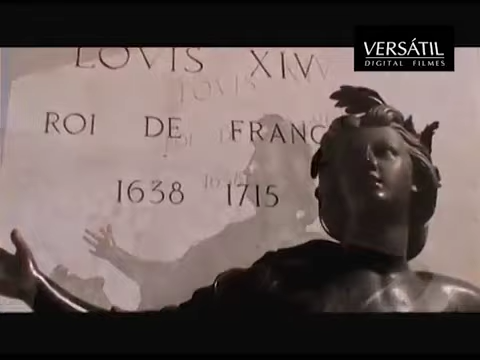 VERSÁTIL
DIGITAL FILMES
LOVIS XIV
ROI DE FRANC
1638 1715